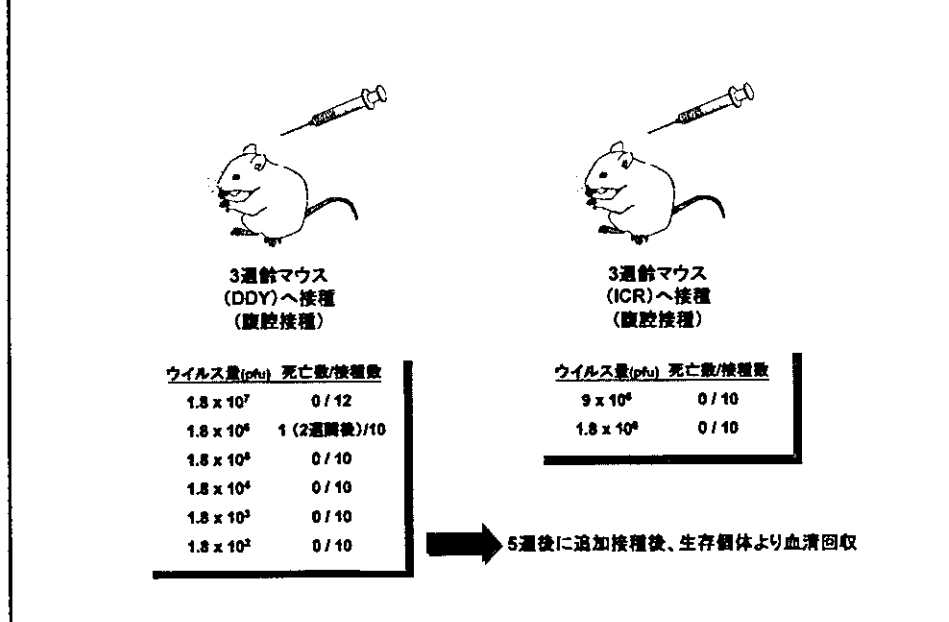 3週齢マウス
(DDY)へ接種
(腹腔接種)
ウイルス量(pfu) 死亡数/接種数
1.8 x 10⁷ 0 / 12
1.8 x 10⁶ 1 (2週間後)/10
1.8 x 10⁵ 0 / 10
1.8 x 10⁴ 0 / 10
1.8 x 10³ 0 / 10
1.8 x 10² 0 / 10
3週齢マウス
(ICR)へ接種
(腹腔接種)
ウイルス量(pfu) 死亡数/接種数
9 x 10⁶ 0 / 10
1.8 x 10⁶ 0 / 10
5週後に追加接種後、生存個体より血清回収